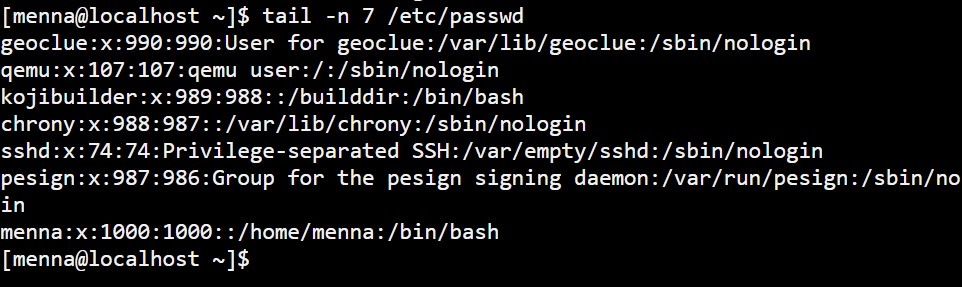 [menna@localhost ~]$ tail -n 7 /etc/passwd
geoclue:x:990:990:User for geoclue:/var/lib/geoclue:/sbin/nologin
qemu:x:107:107:qemu user:/:/sbin/nologin
kojibuilder:x:989:988::/builddir:/bin/bash
chrony:x:988:987::/var/lib/chrony:/sbin/nologin
sshd:x:74:74:Privilege-separated SSH:/var/empty/sshd:/sbin/nologin
pesign:x:987:986:Group for the pesign signing daemon:/var/run/pesign:/sbin/no
in
menna:x:1000:1000::/home/menna:/bin/bash
[menna@localhost ~]$